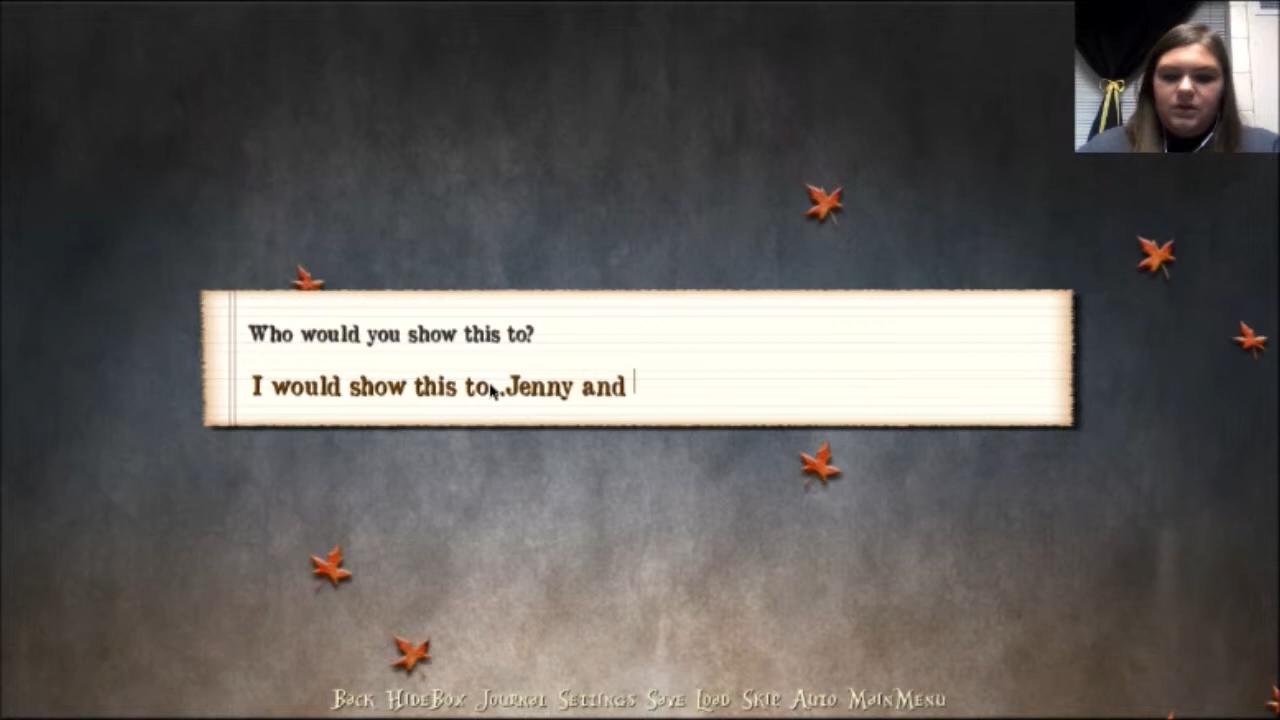 Who would you show this to?
I would show this to...Jenny and
Back HideBox Journal Settings Save Load Skip Auto MainMenu